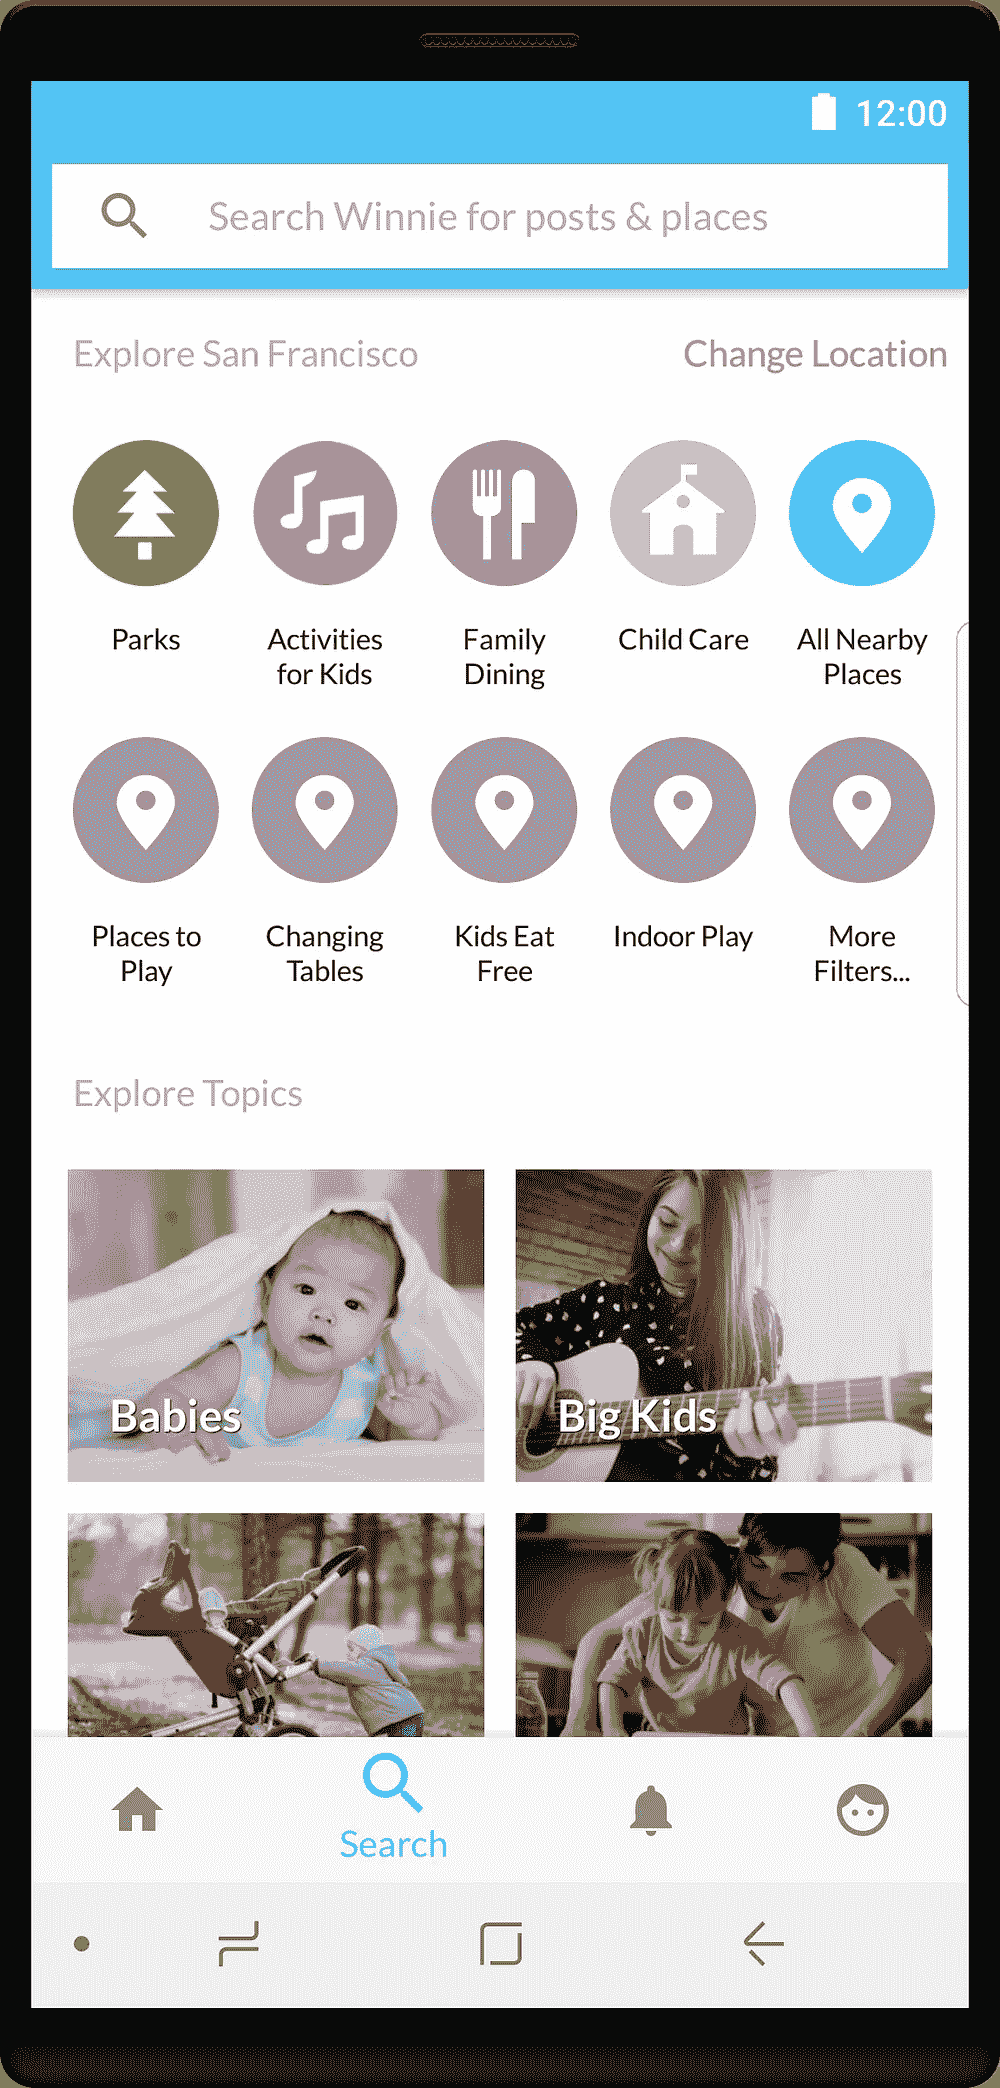 12:00
Search Winnie for posts & places
Explore San Francisco
Change Location
Parks
Activities
for Kids
Family
Dining
Child Care
All Nearby
Places
Places to
Play
Changing
Tables
Kids Eat
Free
Indoor Play
More
Filters...
Explore Topics
Babies
Big Kids
Search